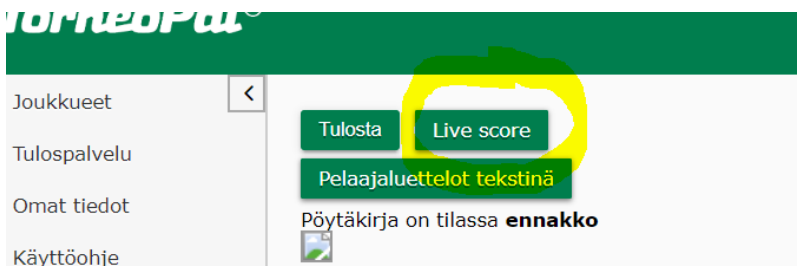 TorneoPal
Joukkueet
Tulospalvelu
Omat tiedot
Käyttöohje
<
Tulosta
Live score
Pelaajaluettelot tekstinä
Pöytäkirja on tilassa ennakko